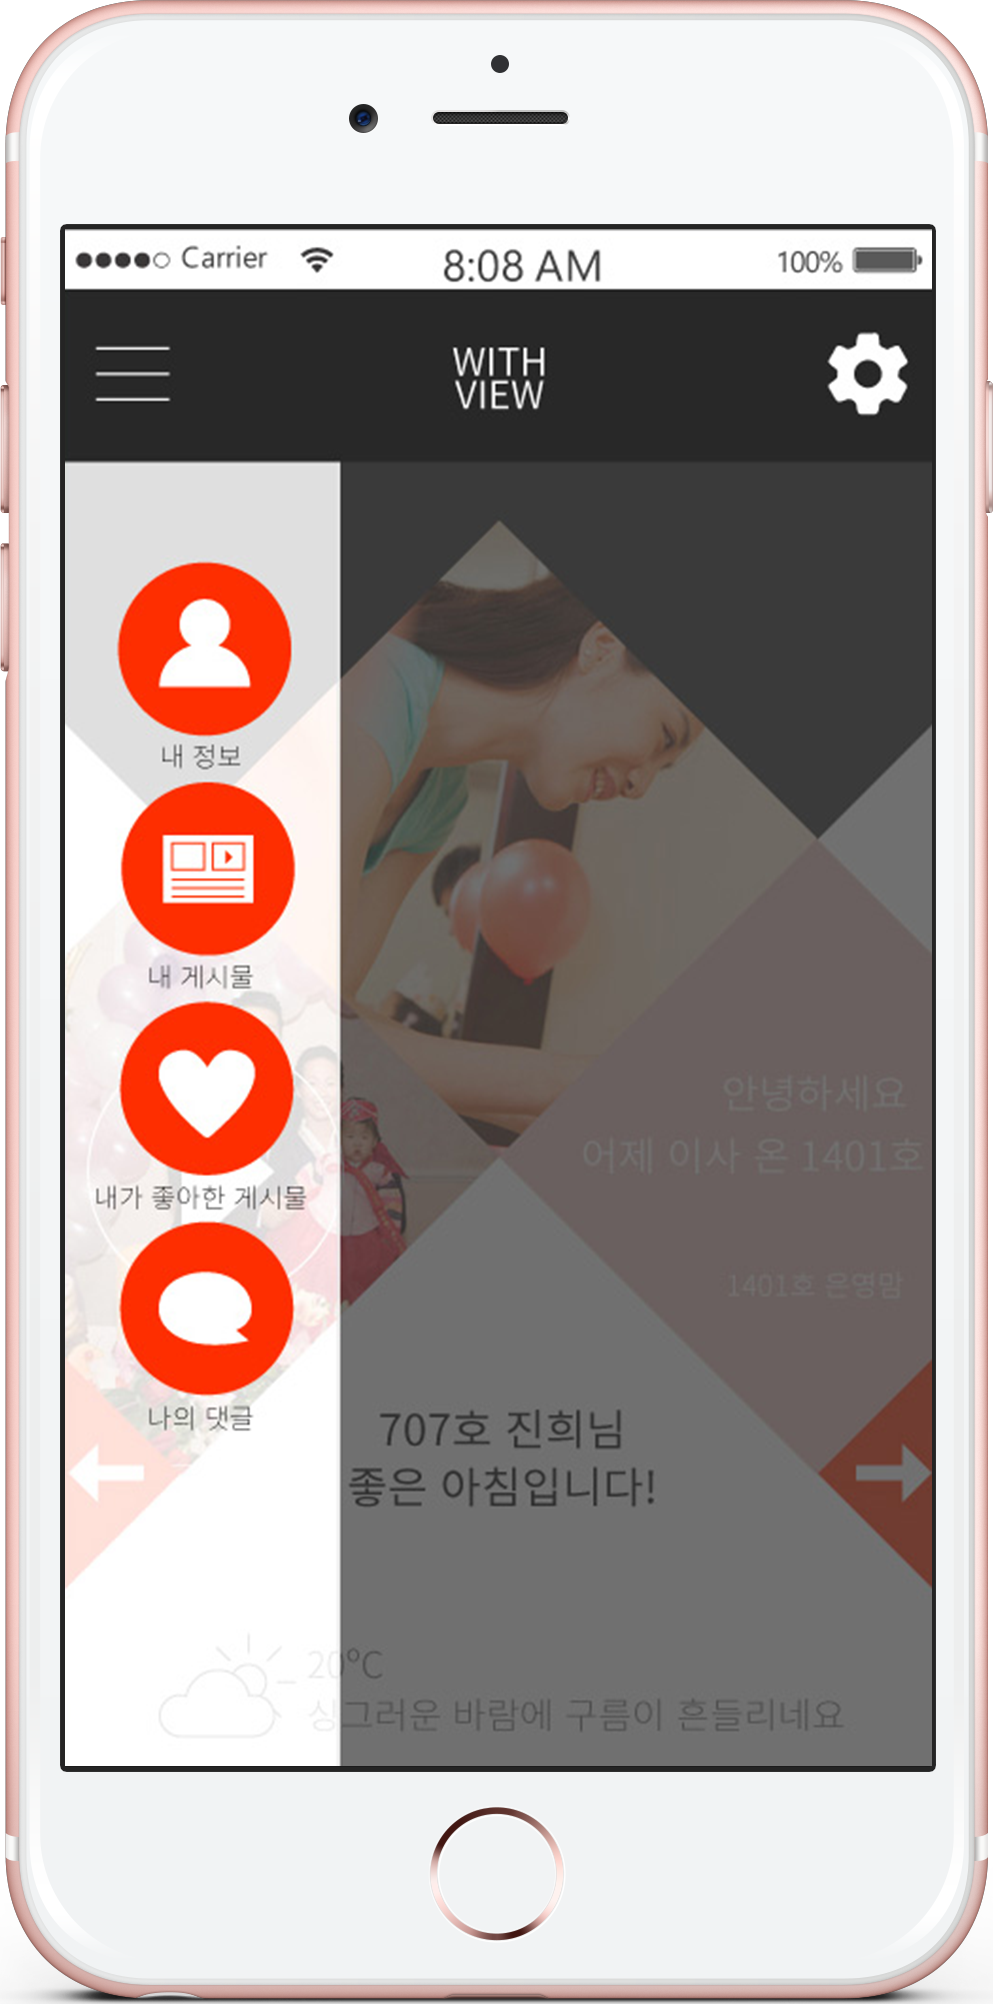 Carrier
8:08 AM
100%
WITH
VIEW
내 정보
내 게시물
내가 좋아한 게시물
나의 댓글
안녕하세요
어제 이사 온 1401호
1401호 은영맘
707호 진희님
좋은 아침입니다!
20°C
싱그러운 바람에 구름이 흔들리네요